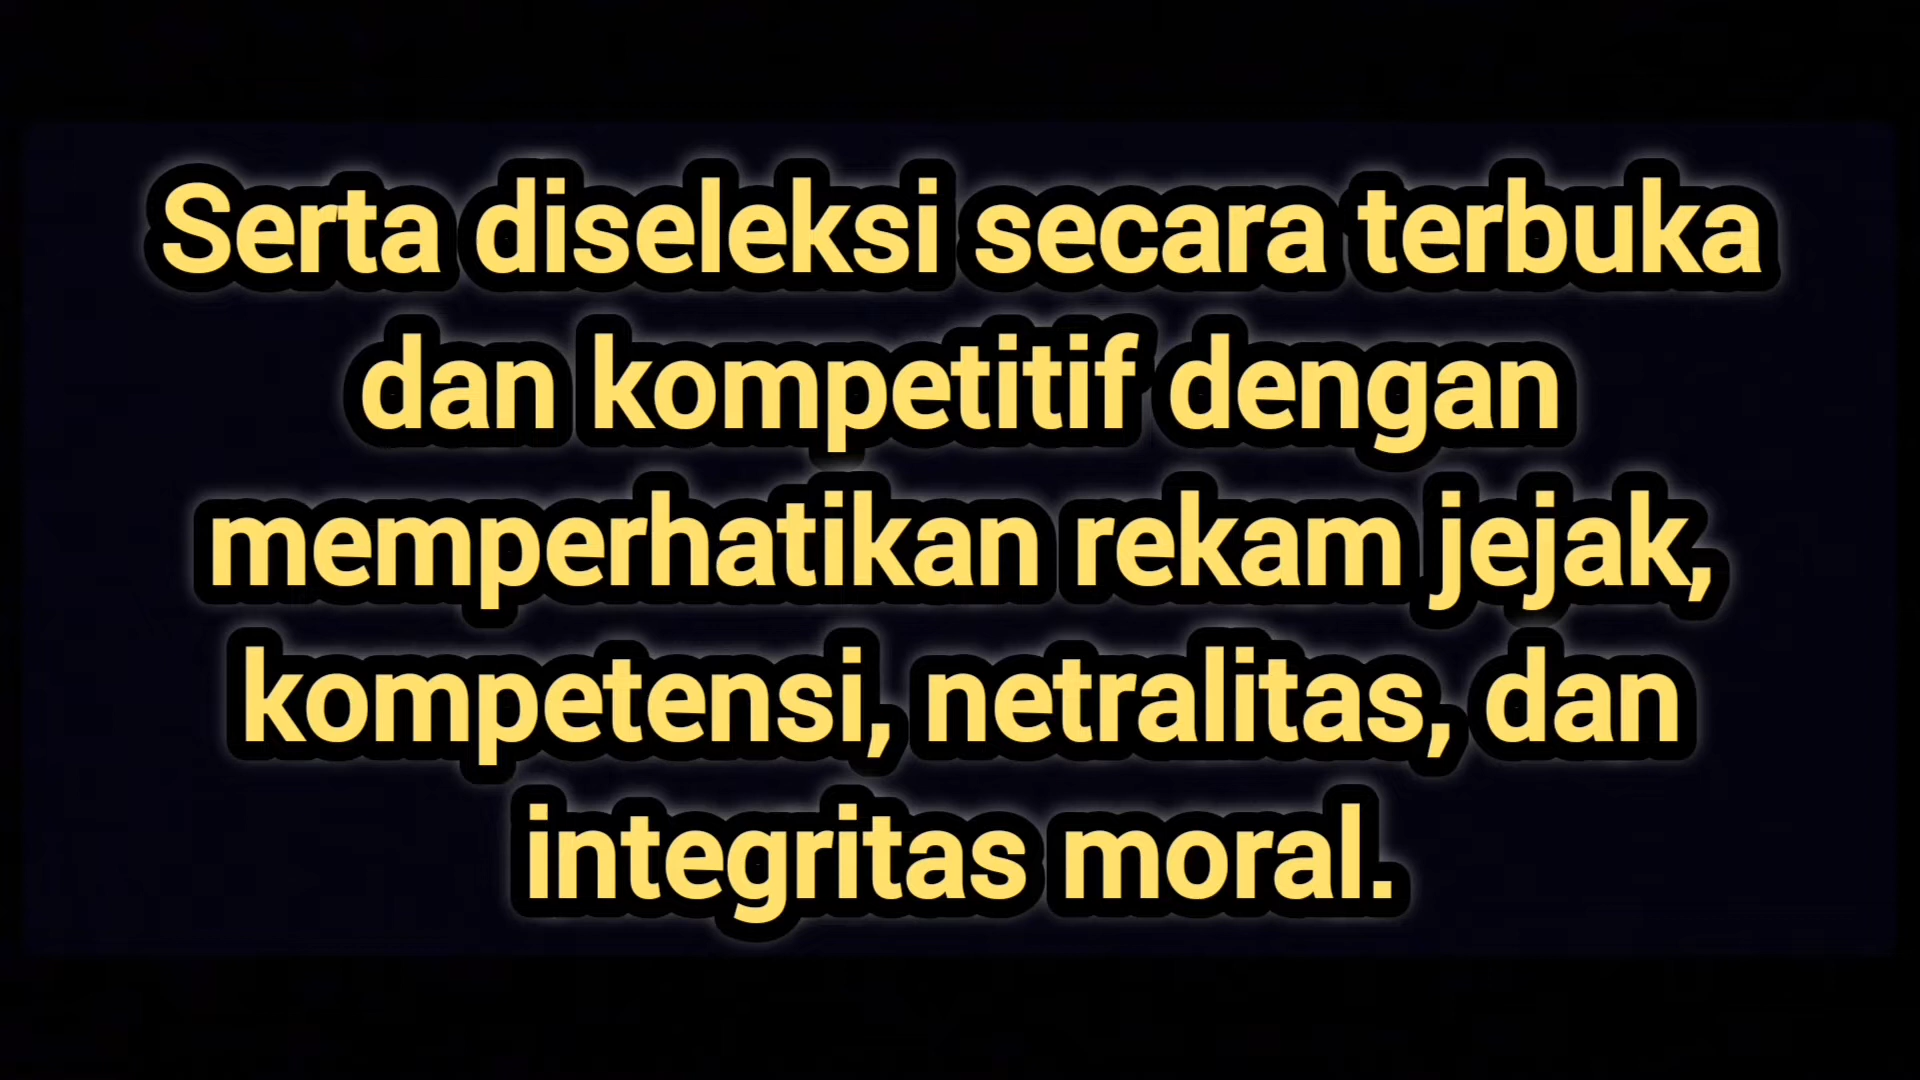 Serta diseleksi secara terbuka
dan kompetitif dengan
memperhatikan rekam jejak,
kompetensi, netralitas, dan
integritas moral.